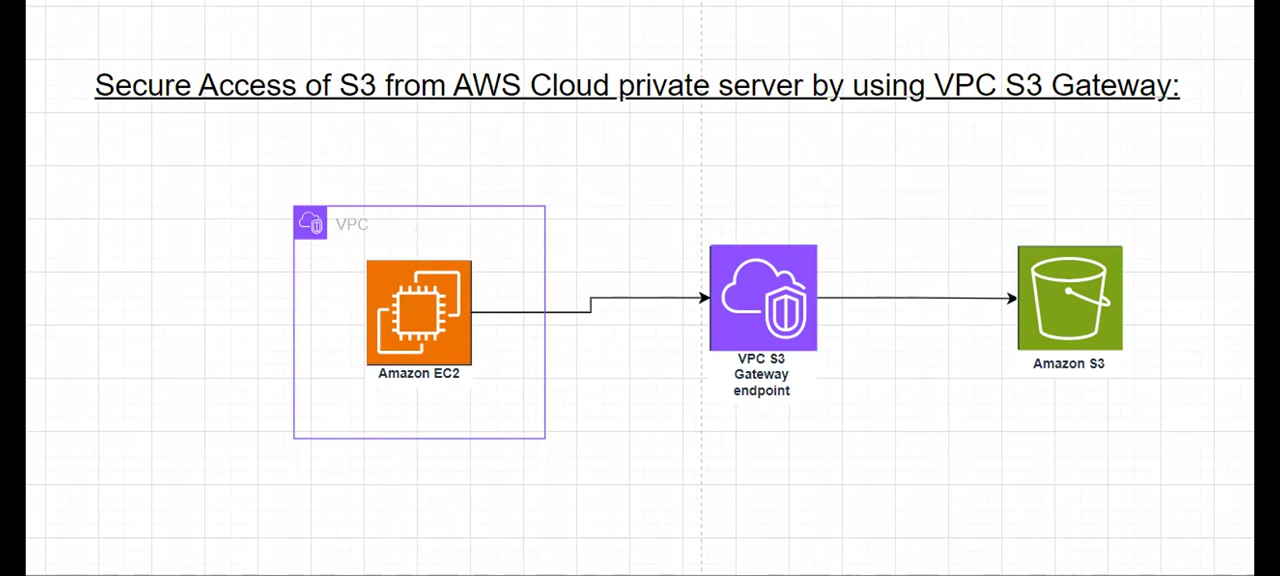 Secure Access of S3 from AWS Cloud private server by using VPC S3 Gateway:
VPC
Amazon EC2
VPC S3
Gateway
endpoint
Amazon S3